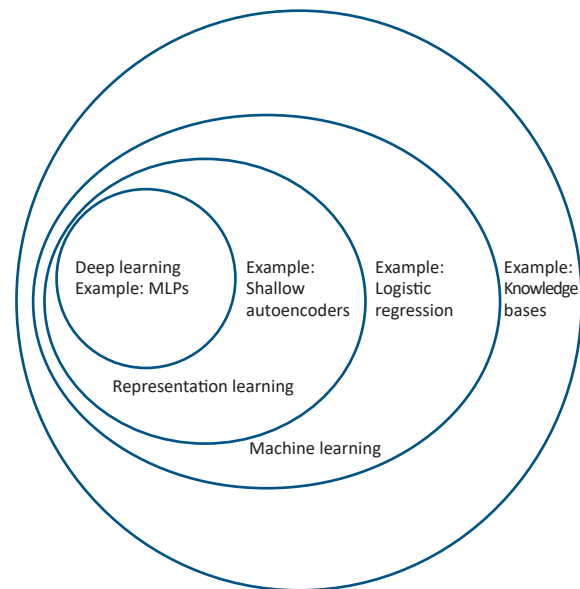 Deep learning
Example: MLPs
Example:
Shallow
autoencoders
Example:
Logistic
regression
Example:
Knowledge
bases
Representation learning
Machine learning